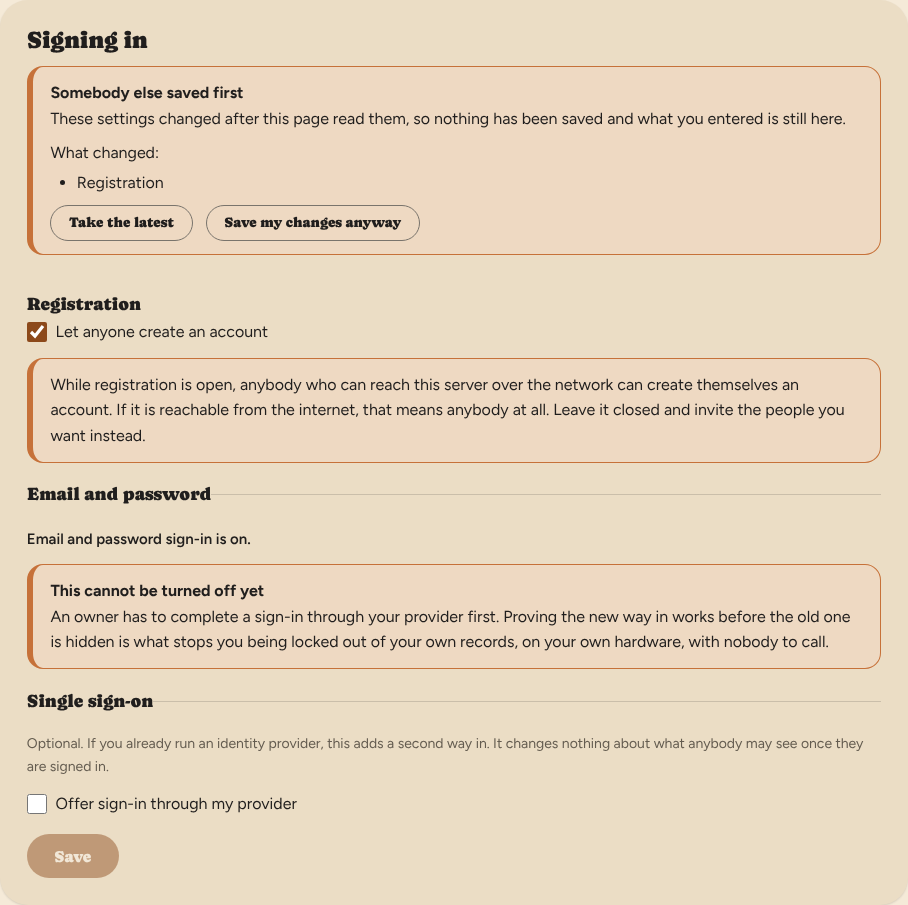 Signing in
Somebody else saved first
These settings changed after this page read them, so nothing has been saved and what you entered is still here.
What changed:
• Registration
Take the latest
Save my changes anyway
Registration
Let anyone create an account
While registration is open, anybody who can reach this server over the network can create themselves an
account. If it is reachable from the internet, that means anybody at all. Leave it closed and invite the people you
want instead.
Email and password
Email and password sign-in is on.
This cannot be turned off yet
An owner has to complete a sign-in through your provider first. Proving the new way in works before the old one
is hidden is what stops you being locked out of your own records, on your own hardware, with nobody to call.
Single sign-on
Optional. If you already run an identity provider, this adds a second way in. It changes nothing about what anybody may see once they
are signed in.
Offer sign-in through my provider
Save